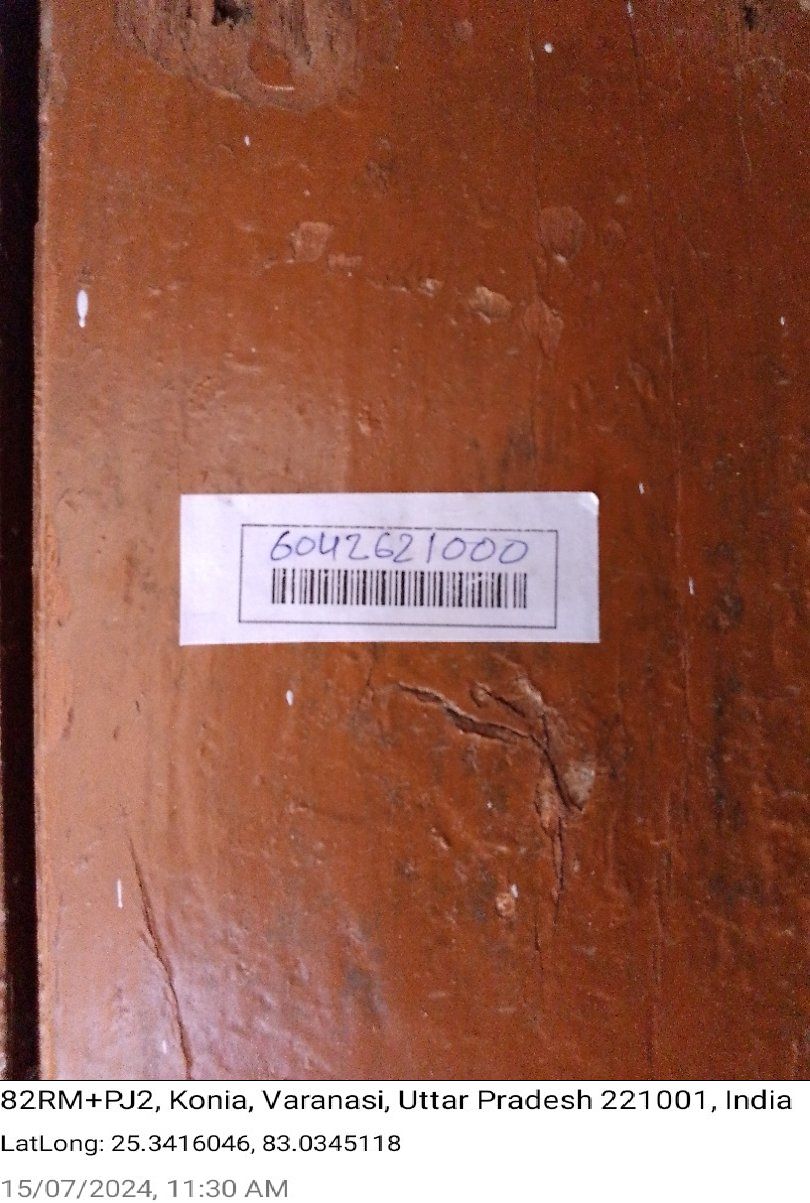 6042621000
82RM+PJ2, Konia, Varanasi, Uttar Pradesh 221001, India
LatLong: 25.3416046, 83.0345118
15/07/2024, 11:30 AM